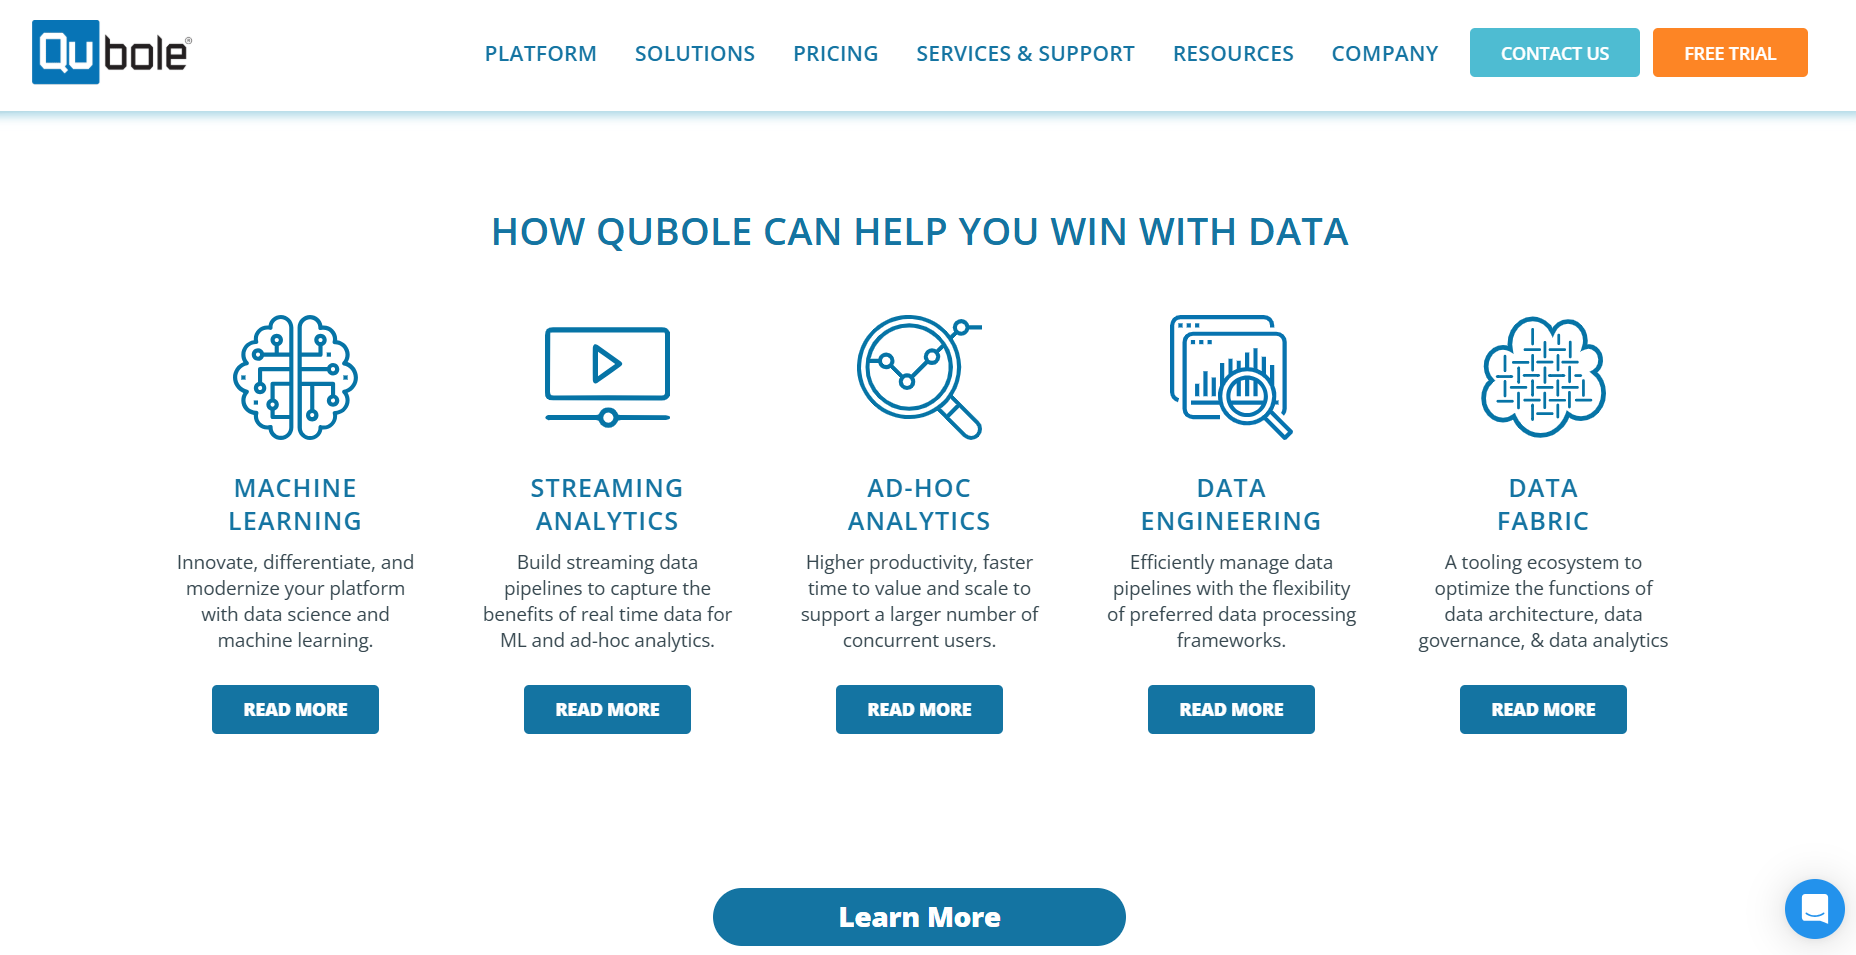 Qubole®
PLATFORM SOLUTIONS PRICING SERVICES & SUPPORT RESOURCES COMPANY CONTACT US FREE TRIAL
HOW QUBOLE CAN HELP YOU WIN WITH DATA
MACHINE
LEARNING
Innovate, differentiate, and
modernize your platform
with data science and
machine learning.
READ MORE
STREAMING
ANALYTICS
Build streaming data
pipelines to capture the
benefits of real time data for
ML and ad-hoc analytics.
READ MORE
AD-HOC
ANALYTICS
Higher productivity, faster
time to value and scale to
support a larger number of
concurrent users.
READ MORE
DATA
ENGINEERING
Efficiently manage data
pipelines with the flexibility
of preferred data processing
frameworks.
READ MORE
DATA
FABRIC
A tooling ecosystem to
optimize the functions of
data architecture, data
governance, & data analytics
READ MORE
Learn More